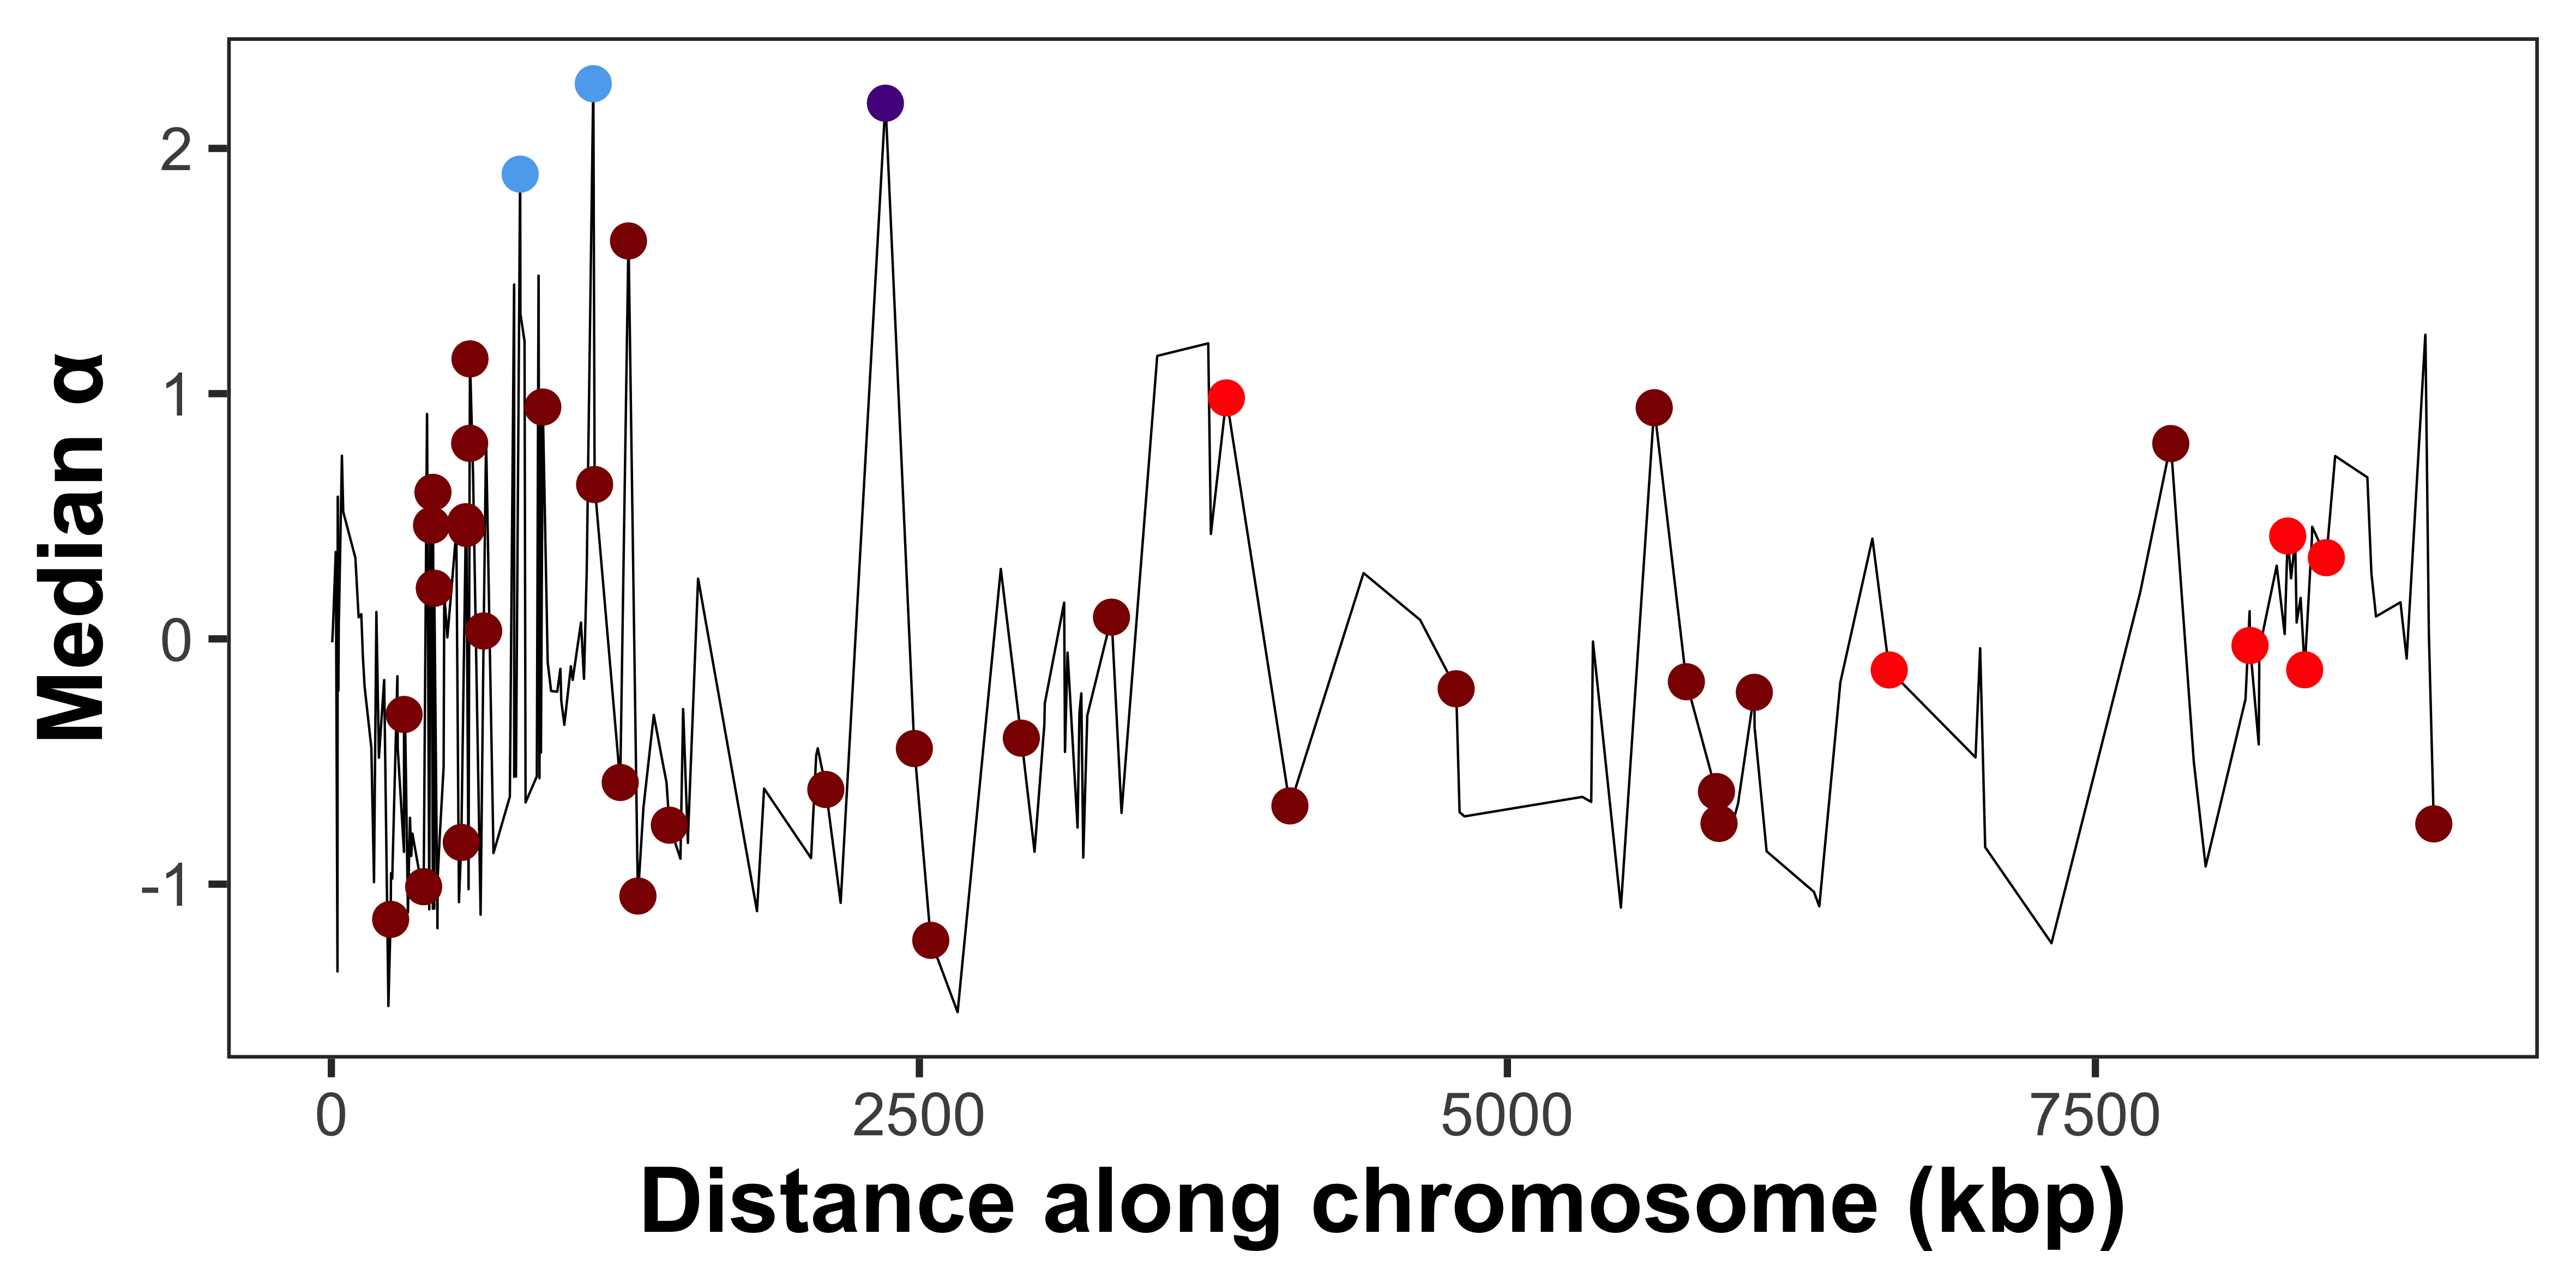 Median α
2
1
0
-1
0 2500 5000 7500
Distance along chromosome (kbp)